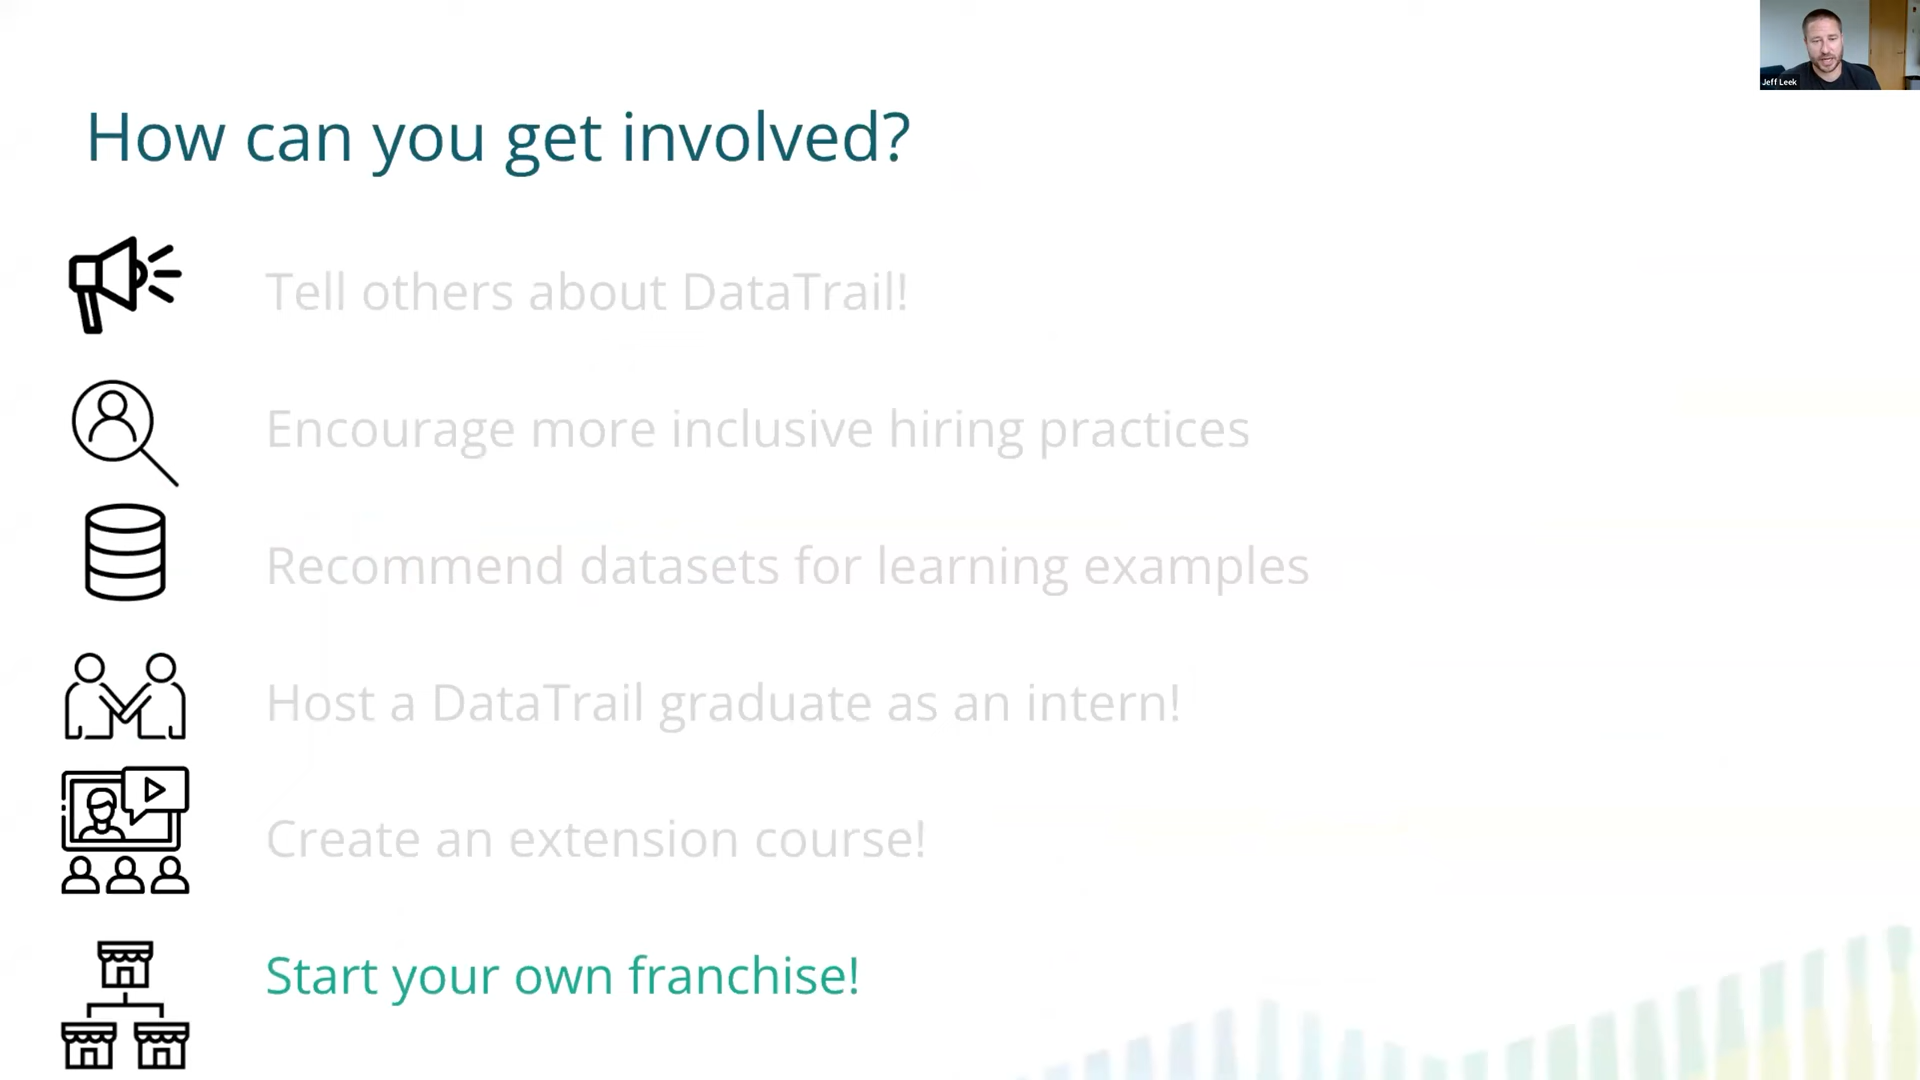 Jeff Leek
How can you get involved?
Tell others about DataTrail!
Encourage more inclusive hiring practices
Recommend datasets for learning examples
Host a DataTrail graduate as an intern!
Create an extension course!
Start your own franchise!